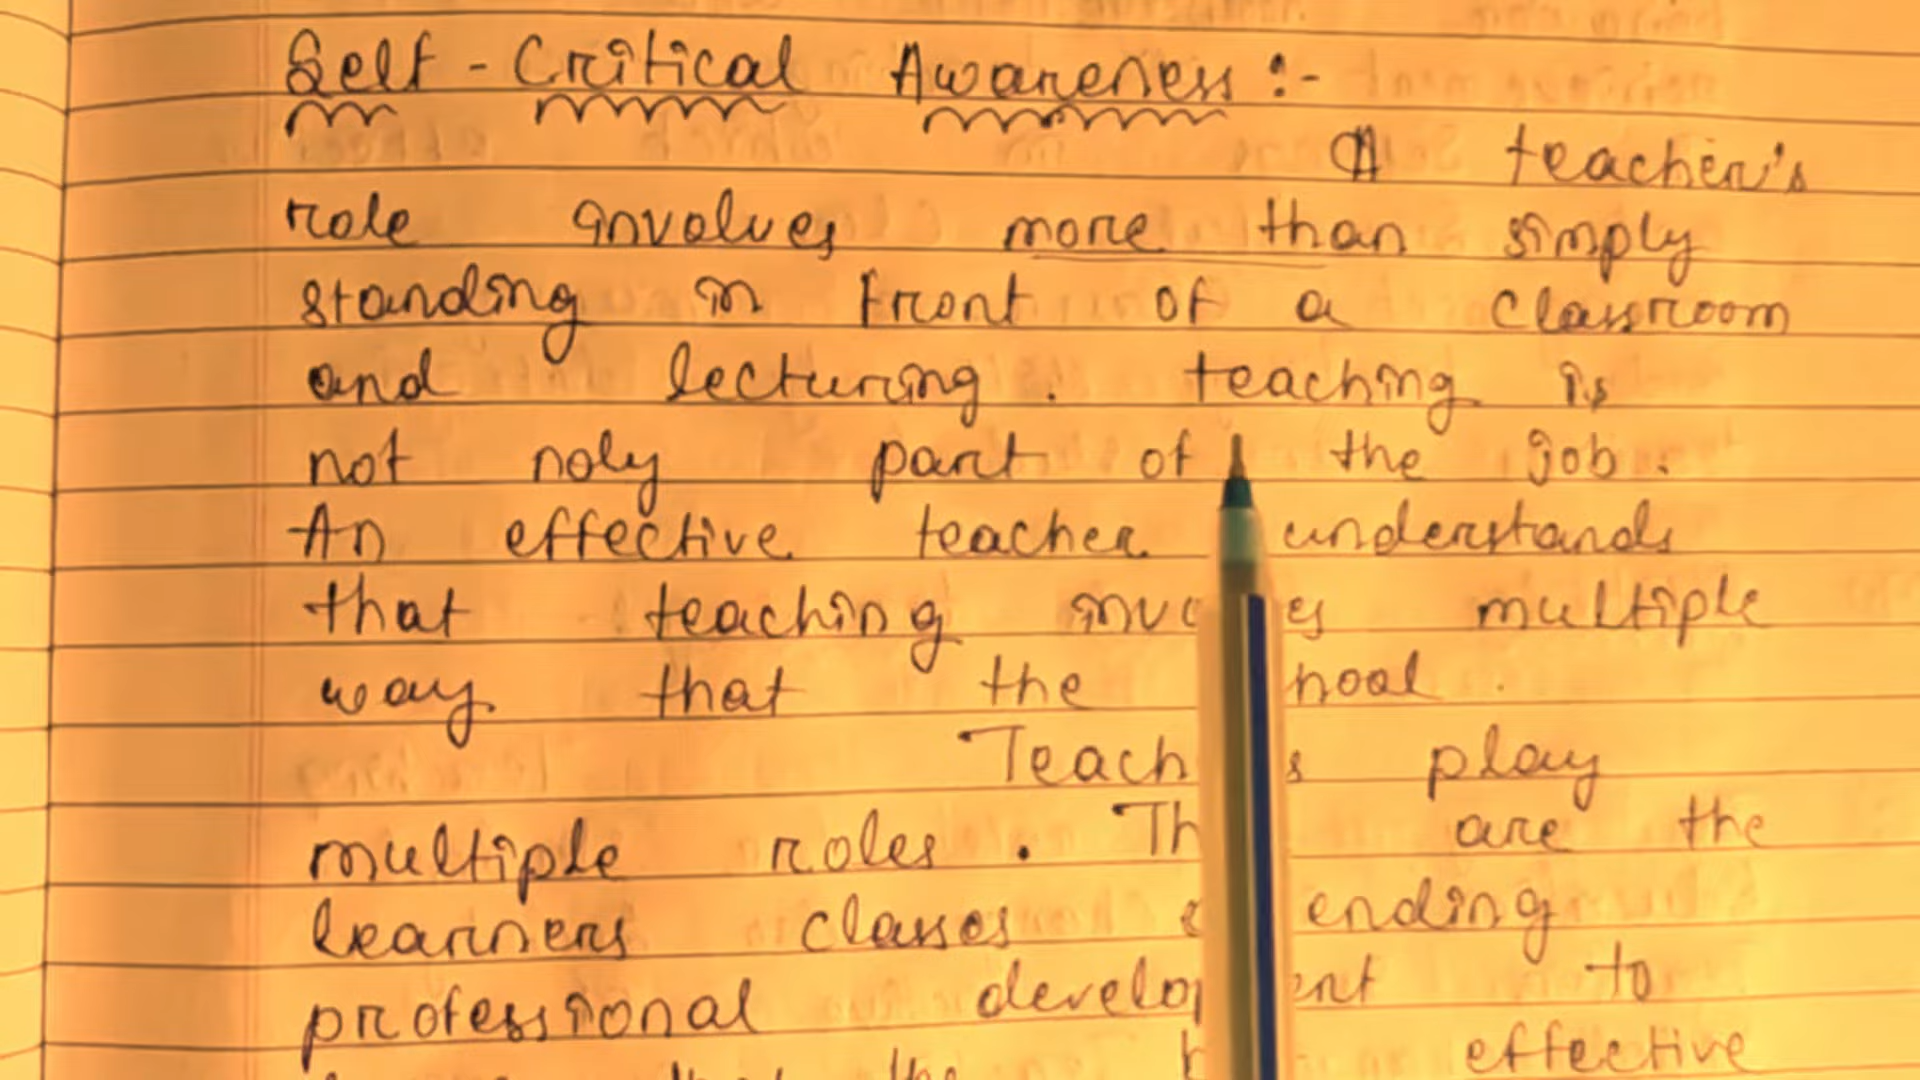 Self - Critical Awareness :-
A teacher's
role involves more than simply
standing in front of a classroom
and lecturing . teaching is
not noly part of the job .
An effective teacher understands
that teaching multiple
way that the
play
multiple roles . are the
learners classes
professional to
the effective